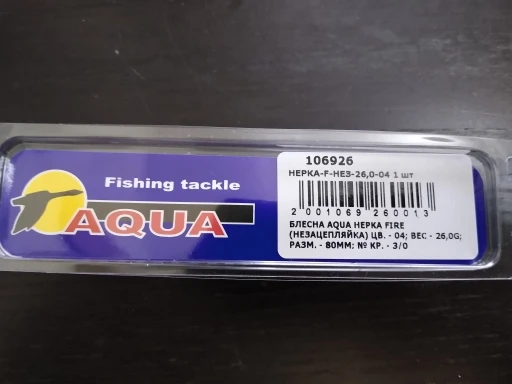 Fishing tackle
AQUA
106926
НЕРКА-F-НЕЗ-26,0-04 1 шт
2 001069 260013
БЛЕСНА AQUA НЕРКА FIRE
(НЕЗАЦЕПЛЯЙКА) ЦВ. - 04; ВЕС - 26,0G;
РАЗМ. - 80ММ; № КР. - 3/0